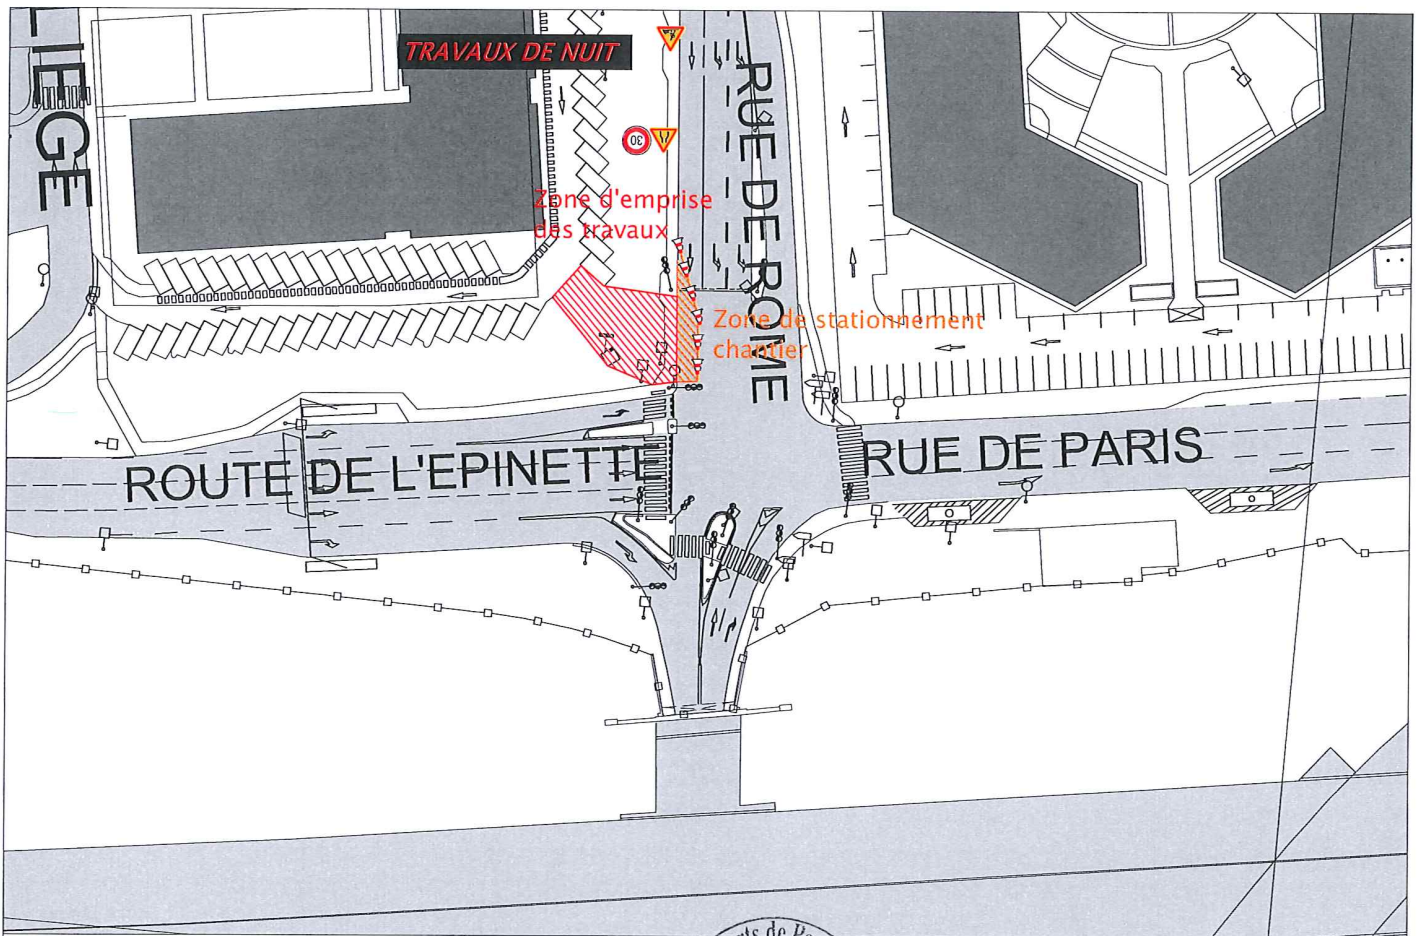 LIEGE
TRAVAUX DE NUIT
RUE DE ROME
30
Zone d'emprise
des travaux
Zone de stationnement
chantier
ROUTE DE L'EPINETTE
RUE DE PARIS
de